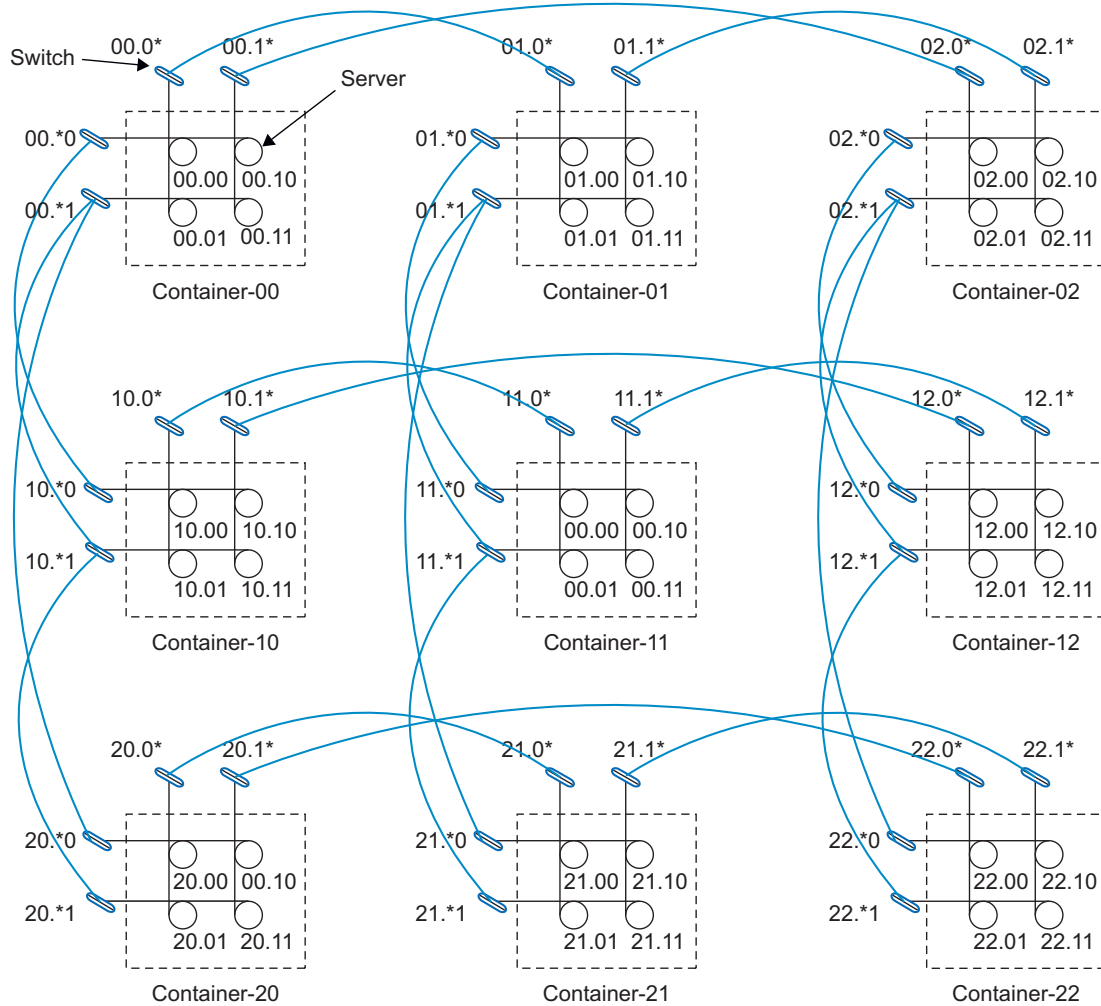 00.0* 00.1* 01.0* 01.1* 02.0* 02.1*
Switch
Server
00.*0 01.*0 02.*0
00.00 00.10 01.00 01.10 02.00 02.10
00.*1 01.*1 02.*1
00.01 00.11 01.01 01.11 02.01 02.11
Container-00 Container-01 Container-02
10.0* 10.1* 11.0* 11.1* 12.0* 12.1*
10.*0 11.*0 12.*0
10.00 10.10 00.00 00.10 12.00 12.10
10.*1 11.*1 12.*1
10.01 10.11 00.01 00.11 12.01 12.11
Container-10 Container-11 Container-12
20.0* 20.1* 21.0* 21.1* 22.0* 22.1*
20.*0 21.*0 22.*0
20.00 00.10 21.00 21.10 22.00 22.10
20.*1 21.*1 22.*1
20.01 20.11 21.01 21.11 22.01 22.11
Container-20 Container-21 Container-22